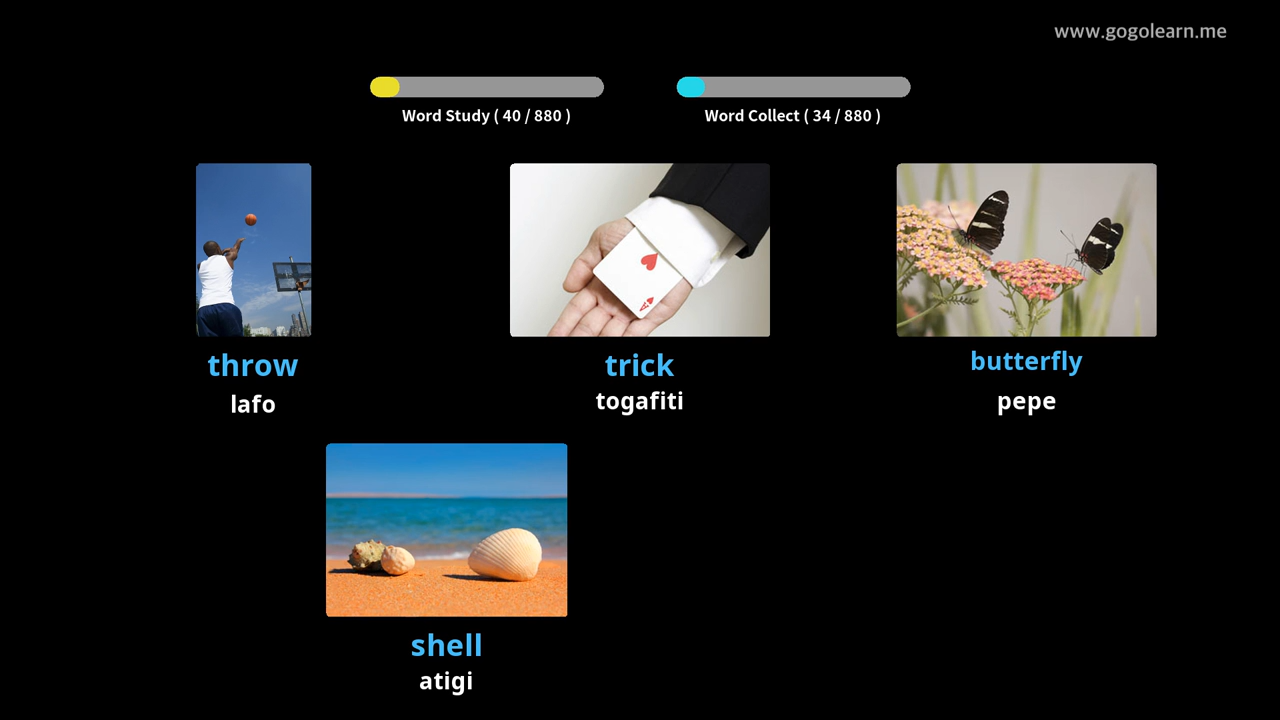 www.gogolearn.me
Word Study ( 40 / 880 )
Word Collect ( 34 / 880 )
throw
lafo
trick
togafiti
butterfly
pepe
shell
atigi